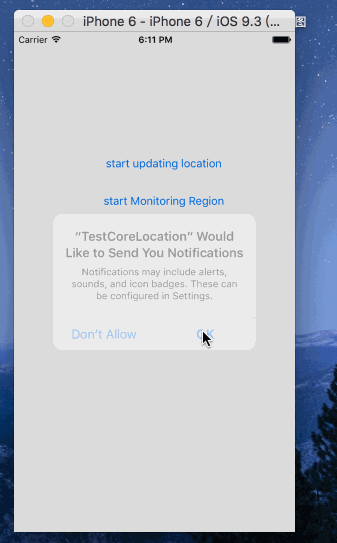 iPhone 6 - iPhone 6 / iOS 9.3 (...
Carrier 6:11 PM
start updating location
start Monitoring Region
“TestCoreLocation” Would
Like to Send You Notifications
Notifications may include alerts,
sounds, and icon badges. These can
be configured in Settings.
Don’t Allow OK